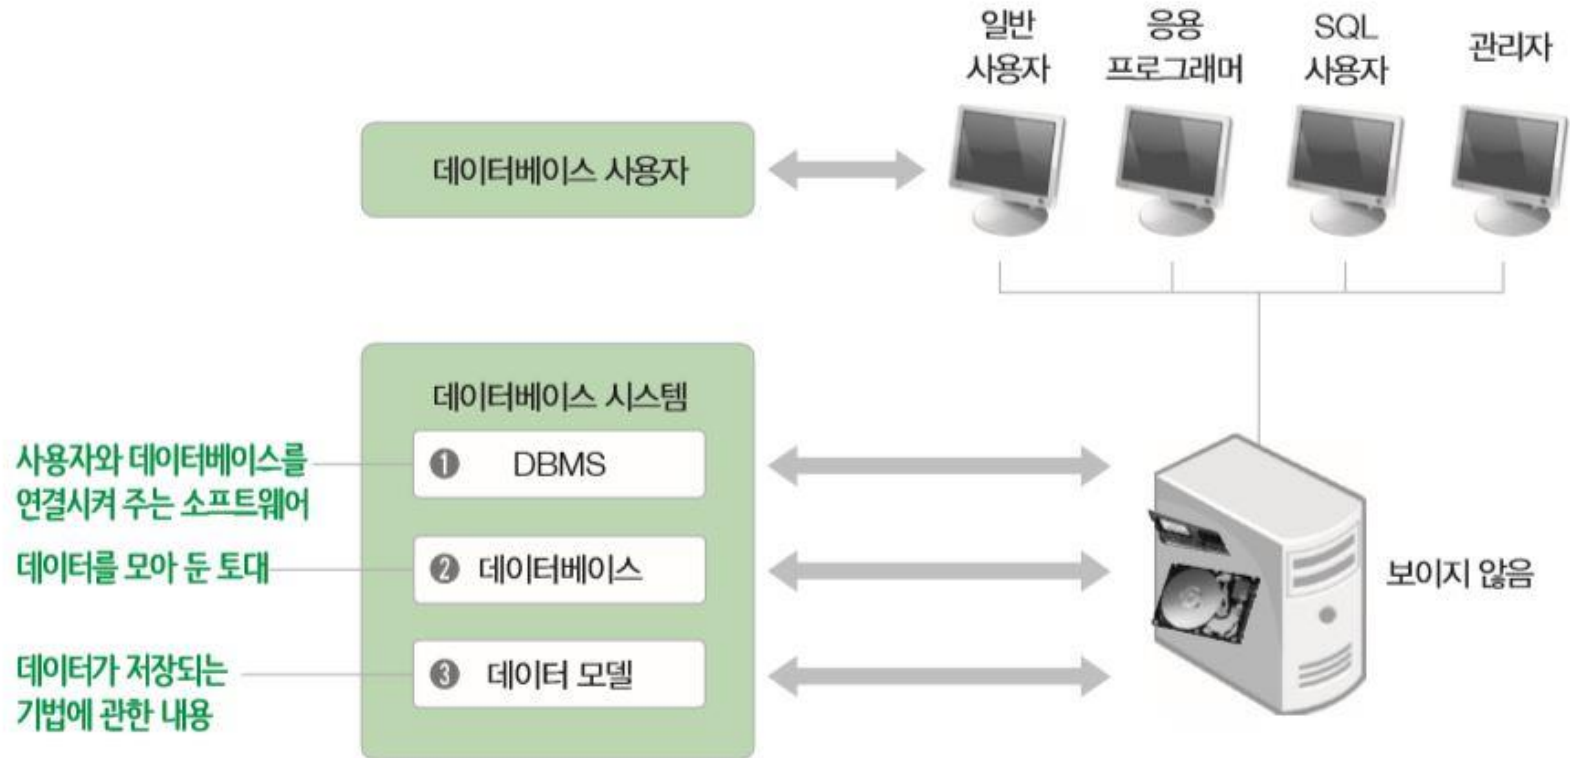 일반
사용자
응용
프로그래머
SQL
사용자
관리자
데이터베이스 사용자
데이터베이스 시스템
사용자와 데이터베이스를
연결시켜 주는 소프트웨어
❶ DBMS
데이터를 모아 둔 토대
❷ 데이터베이스
보이지 않음
데이터가 저장되는
기법에 관한 내용
❸ 데이터 모델